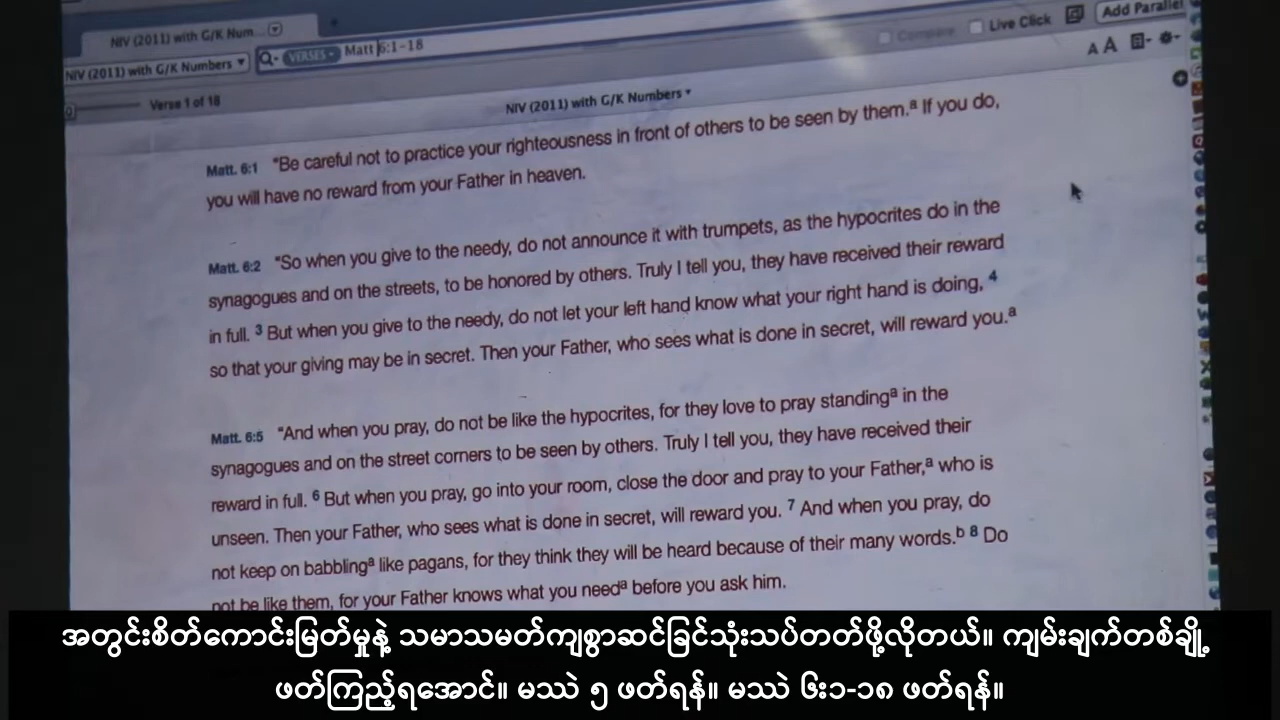 NIV (2011) with G/K Num...
NIV (2011) with G/K Numbers
VERSES
Matt 6:1-18
Compare
Live Click
Add Parallel
Verse 1 of 18
NIV (2011) with G/K Numbers
A A
Matt. 6:1 "Be careful not to practice your righteousness in front of others to be seen by them.a If you do,
you will have no reward from your Father in heaven.
Matt. 6:2 "So when you give to the needy, do not announce it with trumpets, as the hypocrites do in the
synagogues and on the streets, to be honored by others. Truly I tell you, they have received their reward
in full. 3 But when you give to the needy, do not let your left hand know what your right hand is doing, 4
so that your giving may be in secret. Then your Father, who sees what is done in secret, will reward you.a
Matt. 6:5 "And when you pray, do not be like the hypocrites, for they love to pray standinga in the
synagogues and on the street corners to be seen by others. Truly I tell you, they have received their
reward in full. 6 But when you pray, go into your room, close the door and pray to your Father,a who is
unseen. Then your Father, who sees what is done in secret, will reward you. 7 And when you pray, do
not keep on babblinga like pagans, for they think they will be heard because of their many words.b 8 Do
not be like them, for your Father knows what you needa before you ask him.
အတွင်းစိတ်ကောင်းမြတ်မှုနဲ့ သမာသမတ်ကျစွာဆင်ခြင်သုံးသပ်တတ်ဖို့လိုတယ်။ ကျမ်းချက်တစ်ချို့
ဖတ်ကြည့်ရအောင်။ မဿဲ ၅ ဖတ်ရန်။ မဿဲ ၆း၁-၁၈ ဖတ်ရန်။